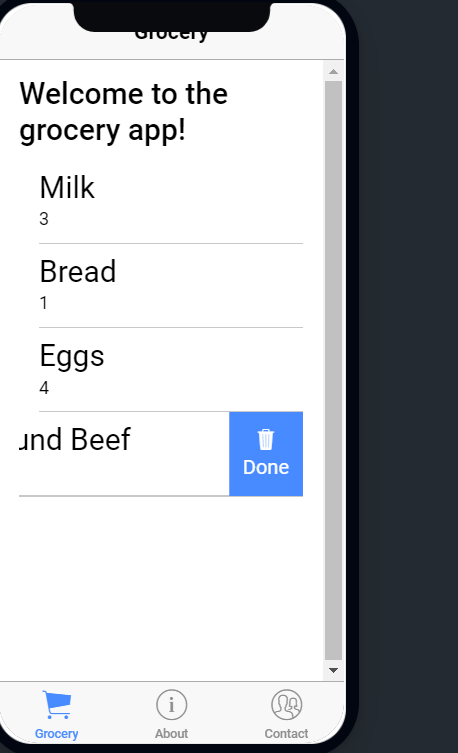 Grocery
Welcome to the
grocery app!
Milk
3
Bread
1
Eggs
4
und Beef
Done
Grocery
About
Contact